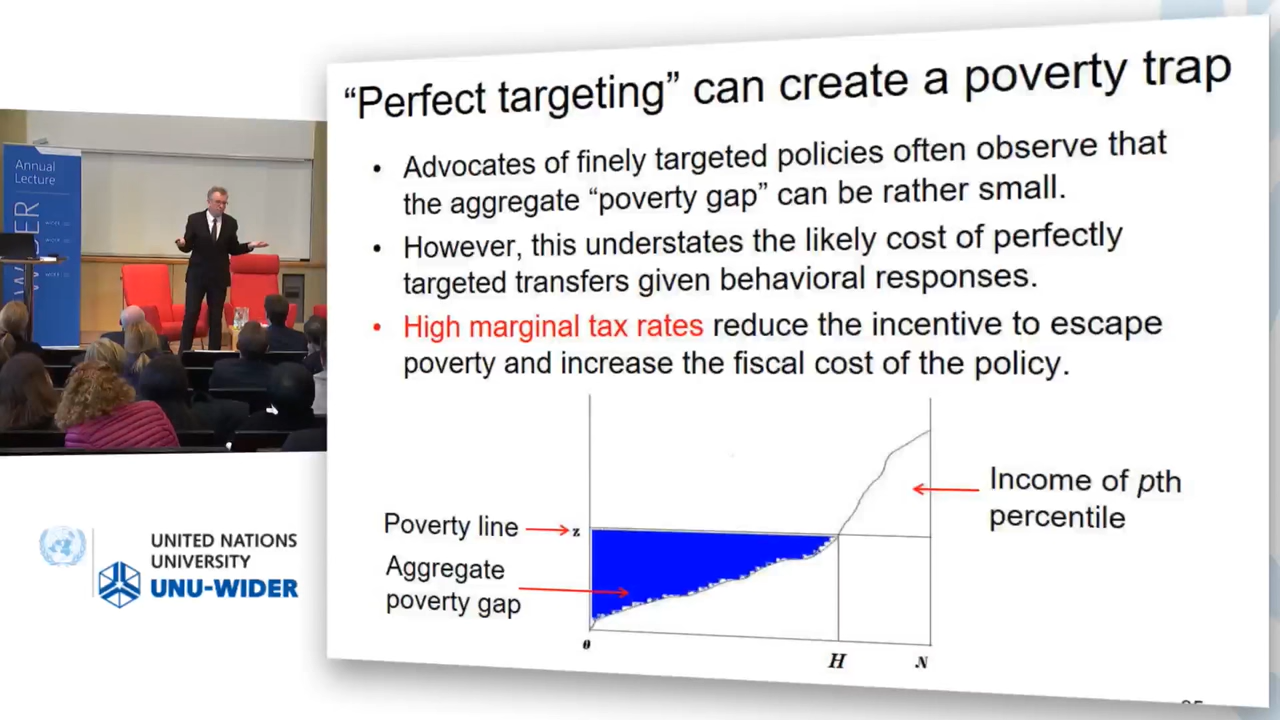 Annual
Lecture
WIDER
UNITED NATIONS
UNIVERSITY
UNU-WIDER
“Perfect targeting” can create a poverty trap
• Advocates of finely targeted policies often observe that
the aggregate “poverty gap” can be rather small.
• However, this understates the likely cost of perfectly
targeted transfers given behavioral responses.
• High marginal tax rates reduce the incentive to escape
poverty and increase the fiscal cost of the policy.
Poverty line
z
Aggregate
poverty gap
Income of pth
percentile
0
H
N